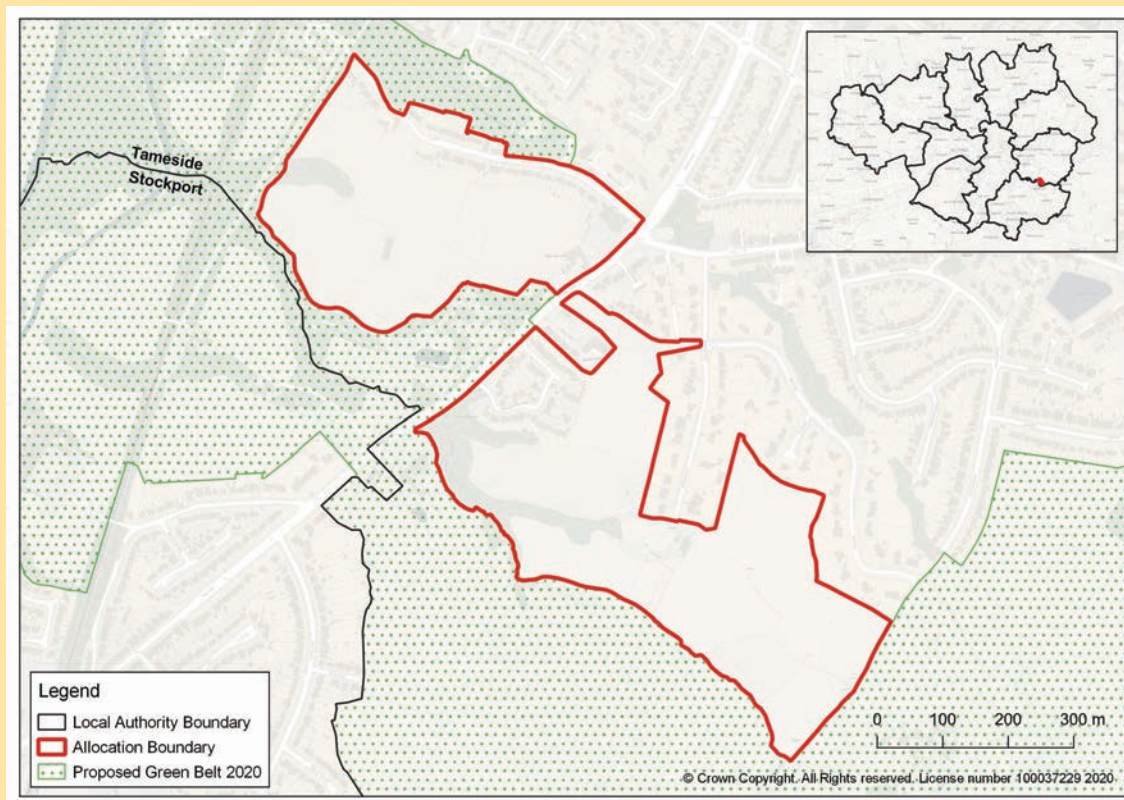 Tameside
Stockport
Legend
Local Authority Boundary
Allocation Boundary
Proposed Green Belt 2020
0 100 200 300 m
© Crown Copyright. All Rights reserved. License number 100037229 2020